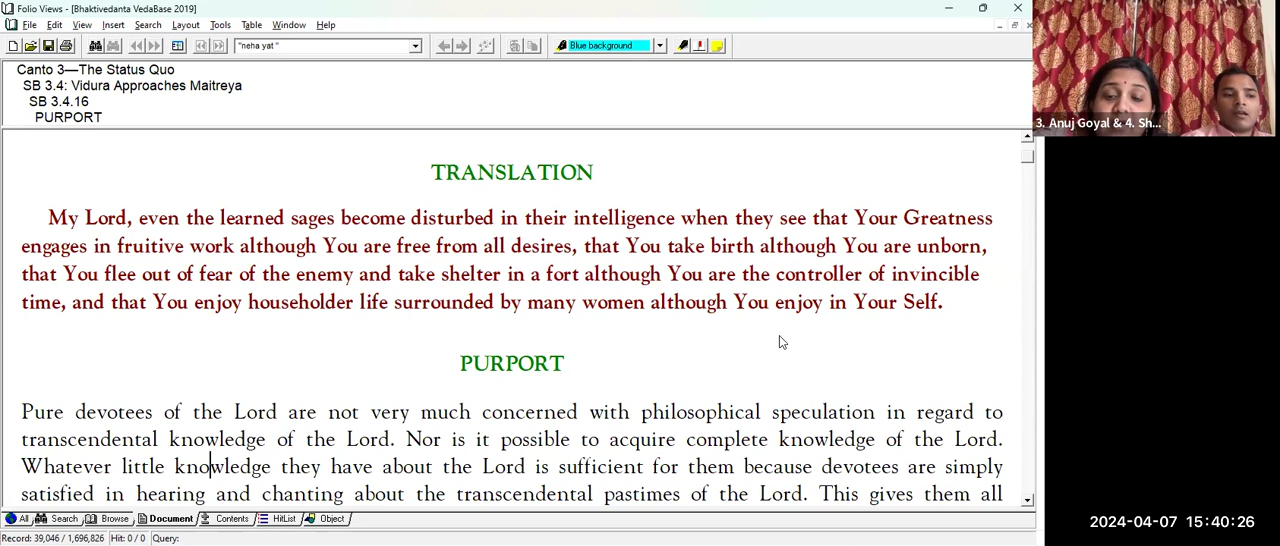 Folio Views - [Bhaktivedanta VedaBase 2019]
File Edit View Insert Search Layout Tools Table Window Help
"neha yat "
Blue background
Canto 3—The Status Quo
SB 3.4: Vidura Approaches Maitreya
SB 3.4.16
PURPORT
3. Anuj Goyal & 4. Sh...
TRANSLATION
My Lord, even the learned sages become disturbed in their intelligence when they see that Your Greatness
engages in fruitive work although You are free from all desires, that You take birth although You are unborn,
that You flee out of fear of the enemy and take shelter in a fort although You are the controller of invincible
time, and that You enjoy householder life surrounded by many women although You enjoy in Your Self.
PURPORT
Pure devotees of the Lord are not very much concerned with philosophical speculation in regard to
transcendental knowledge of the Lord. Nor is it possible to acquire complete knowledge of the Lord.
Whatever little knowledge they have about the Lord is sufficient for them because devotees are simply
satisfied in hearing and chanting about the transcendental pastimes of the Lord. This gives them all
All Search Browse Document Contents HitList Object
Record: 39,046 / 1,696,826 Hit: 0 / 0 Query:
2024-04-07 15:40:26